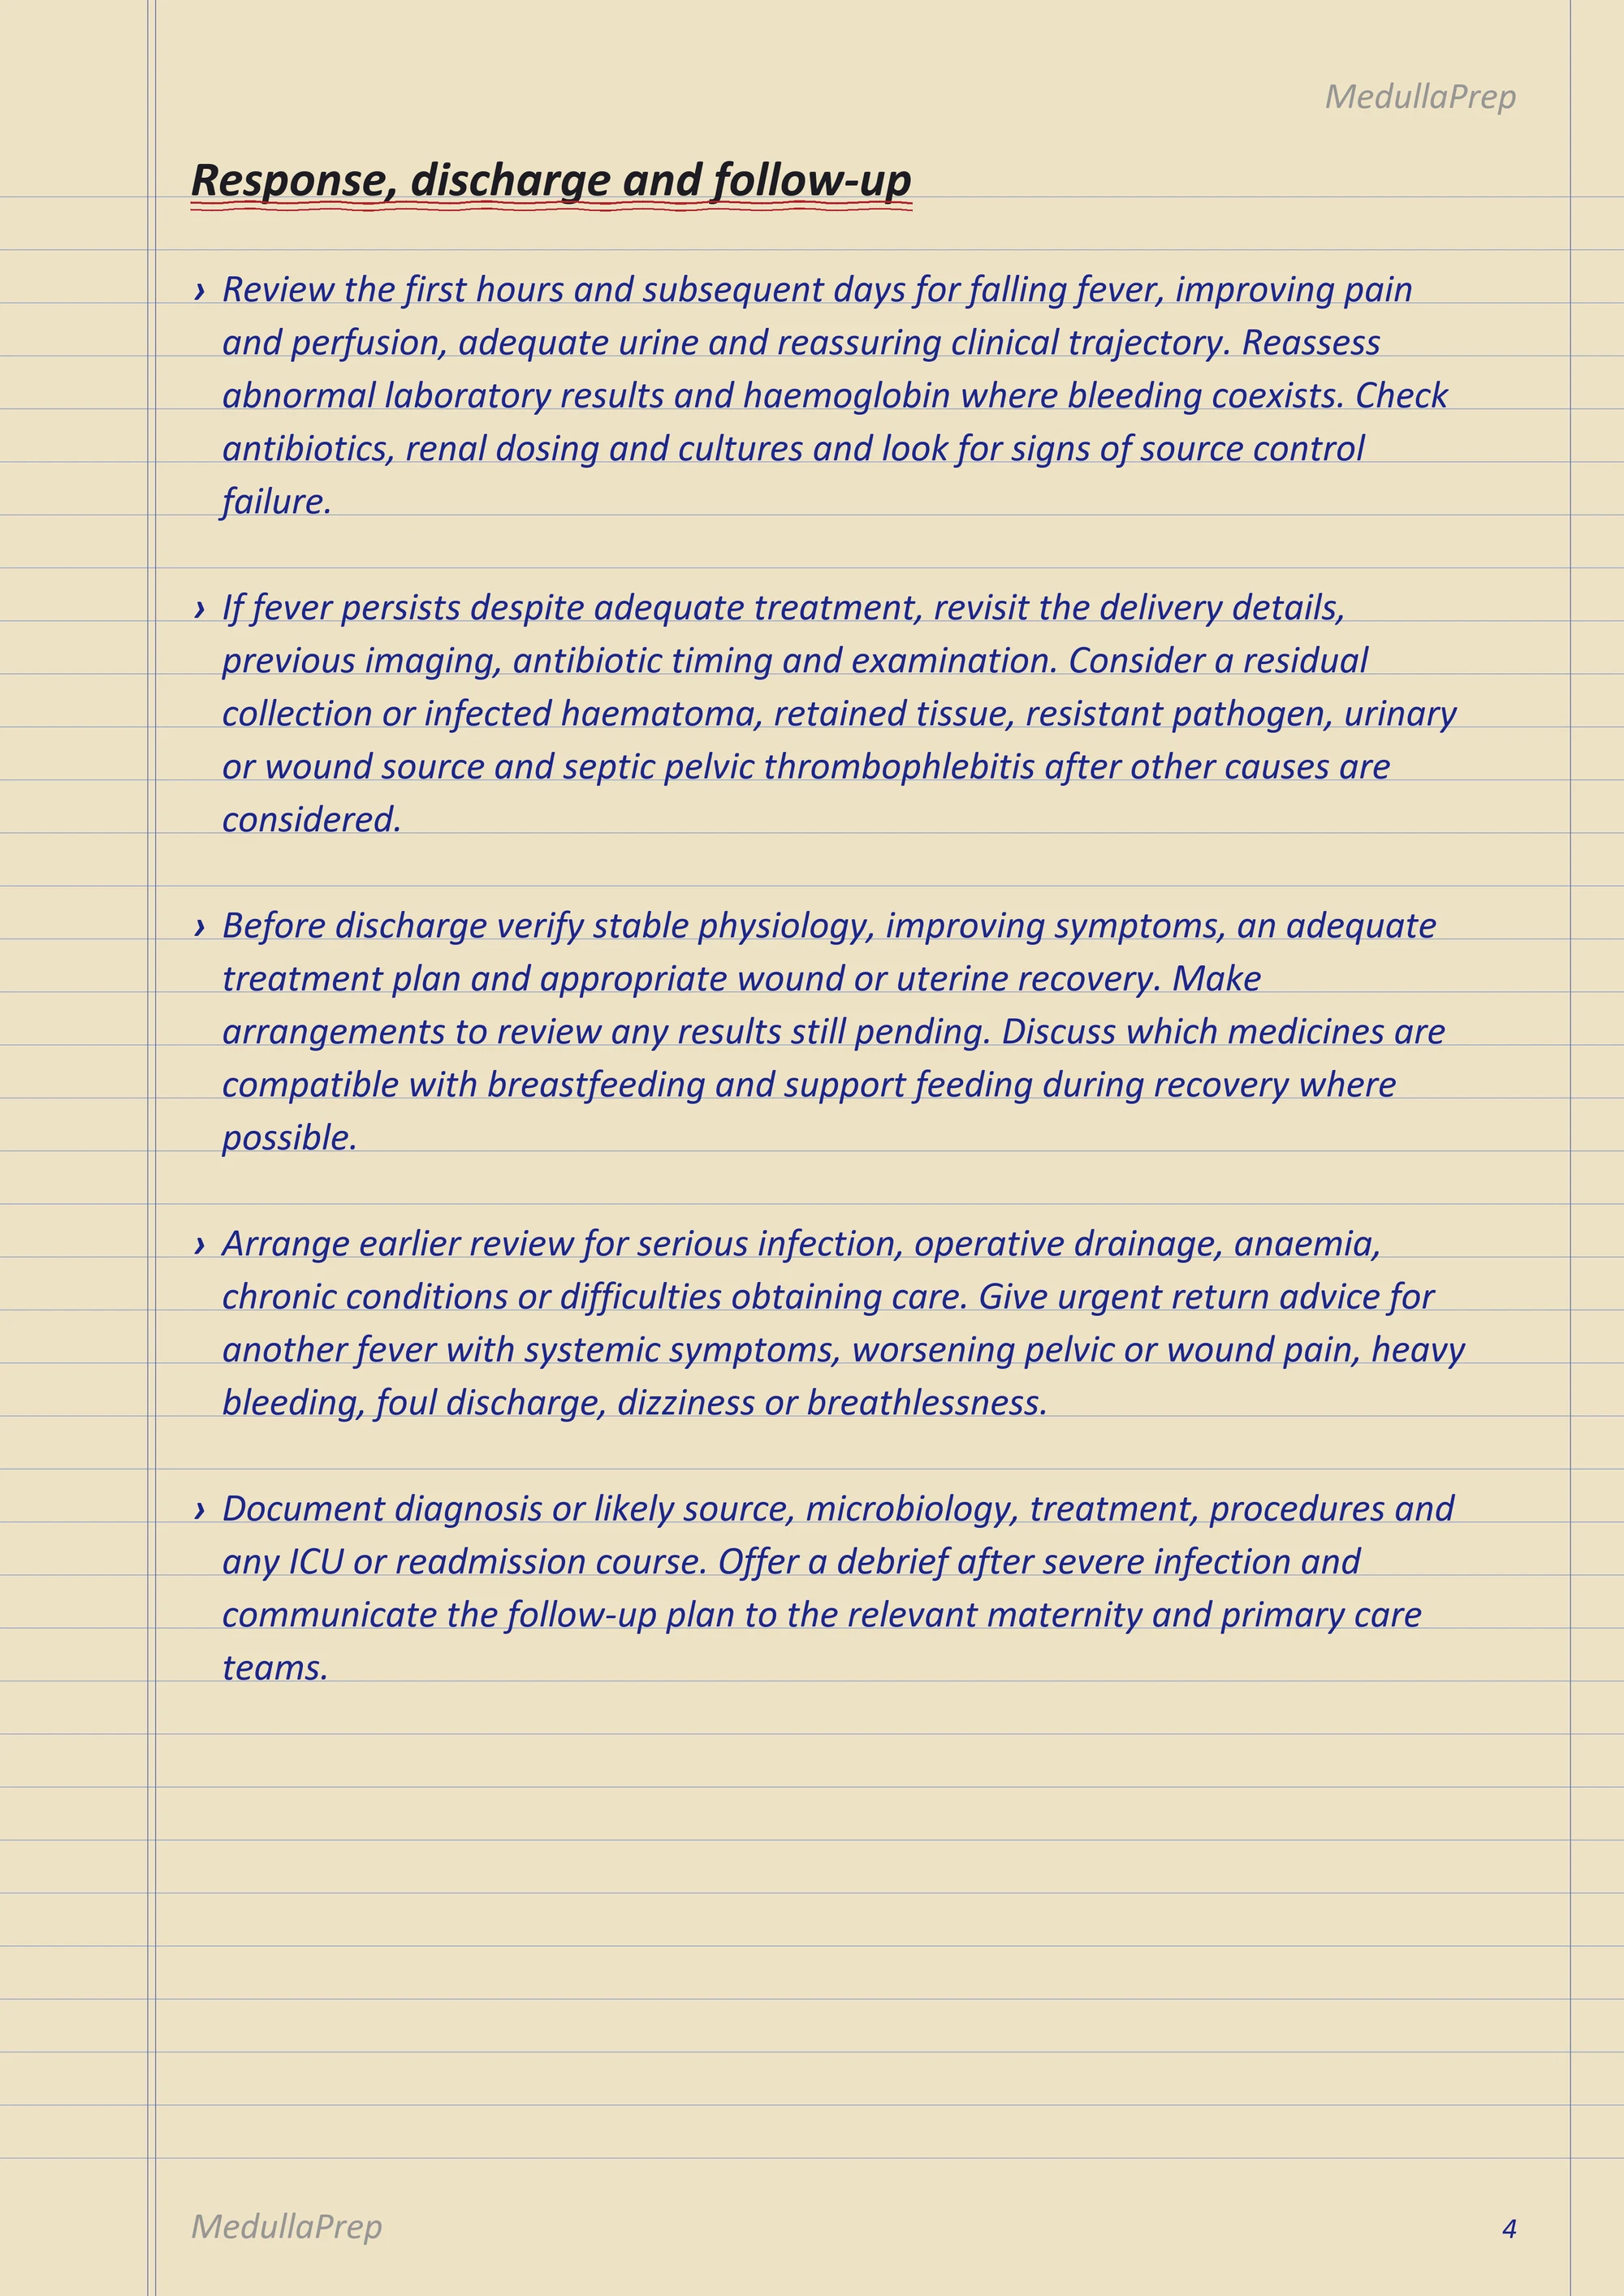 MedullaPrep
Response, discharge and follow-up
› Review the first hours and subsequent days for falling fever, improving pain
and perfusion, adequate urine and reassuring clinical trajectory. Reassess
abnormal laboratory results and haemoglobin where bleeding coexists. Check
antibiotics, renal dosing and cultures and look for signs of source control
failure.
› If fever persists despite adequate treatment, revisit the delivery details,
previous imaging, antibiotic timing and examination. Consider a residual
collection or infected haematoma, retained tissue, resistant pathogen, urinary
or wound source and septic pelvic thrombophlebitis after other causes are
considered.
› Before discharge verify stable physiology, improving symptoms, an adequate
treatment plan and appropriate wound or uterine recovery. Make
arrangements to review any results still pending. Discuss which medicines are
compatible with breastfeeding and support feeding during recovery where
possible.
› Arrange earlier review for serious infection, operative drainage, anaemia,
chronic conditions or difficulties obtaining care. Give urgent return advice for
another fever with systemic symptoms, worsening pelvic or wound pain, heavy
bleeding, foul discharge, dizziness or breathlessness.
› Document diagnosis or likely source, microbiology, treatment, procedures and
any ICU or readmission course. Offer a debrief after severe infection and
communicate the follow-up plan to the relevant maternity and primary care
teams.
MedullaPrep
4